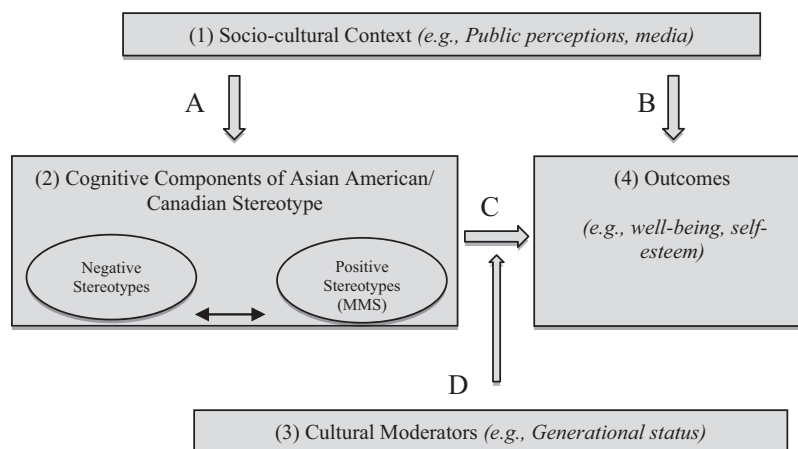 (1) Socio-cultural Context (e.g., Public perceptions, media)
A
B
(2) Cognitive Components of Asian American/
Canadian Stereotype
Negative
Stereotypes
Positive
Stereotypes
(MMS)
C
(4) Outcomes
(e.g., well-being, self-
esteem)
D
(3) Cultural Moderators (e.g., Generational status)